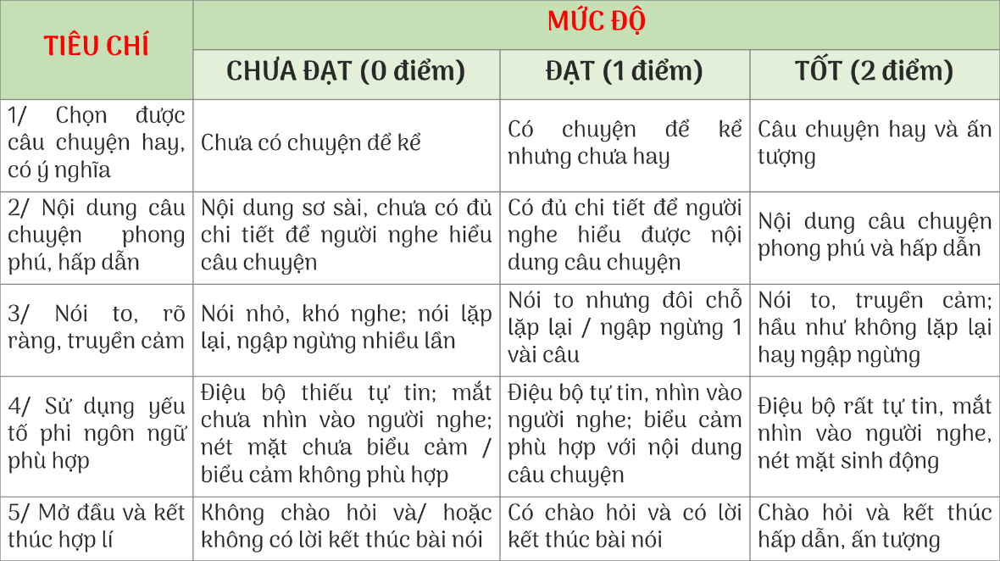 TIÊU CHÍ
MỨC ĐỘ
CHƯA ĐẠT (0 điểm)
ĐẠT (1 điểm)
TỐT (2 điểm)
1/ Chọn được
câu chuyện hay,
có ý nghĩa
Chưa có chuyện để kể
Có chuyện để kể
nhưng chưa hay
Câu chuyện hay và ấn
tượng
2/ Nội dung câu
chuyện phong
phú, hấp dẫn
Nội dung sơ sài, chưa có đủ
chi tiết để người nghe hiểu
câu chuyện
Có đủ chi tiết để người
nghe hiểu được nội
dung câu chuyện
Nội dung câu chuyện
phong phú và hấp dẫn
3/ Nói to, rõ
ràng, truyền cảm
Nói nhỏ, khó nghe; nói lặp
lại, ngập ngừng nhiều lần
Nói to nhưng đôi chỗ
lặp lại / ngập ngừng 1
vài câu
Nói to, truyền cảm;
hầu như không lặp lại
hay ngập ngừng
4/ Sử dụng yếu
tố phi ngôn ngữ
phù hợp
Điệu bộ thiếu tự tin; mắt
chưa nhìn vào người nghe;
nét mặt chưa biểu cảm /
biểu cảm không phù hợp
Điệu bộ tự tin, nhìn vào
người nghe; biểu cảm
phù hợp với nội dung
câu chuyện
Điệu bộ rất tự tin, mắt
nhìn vào người nghe,
nét mặt sinh động
5/ Mở đầu và kết
thúc hợp lí
Không chào hỏi và/ hoặc
không có lời kết thúc bài nói
Có chào hỏi và có lời
kết thúc bài nói
Chào hỏi và kết thúc
hấp dẫn, ấn tượng